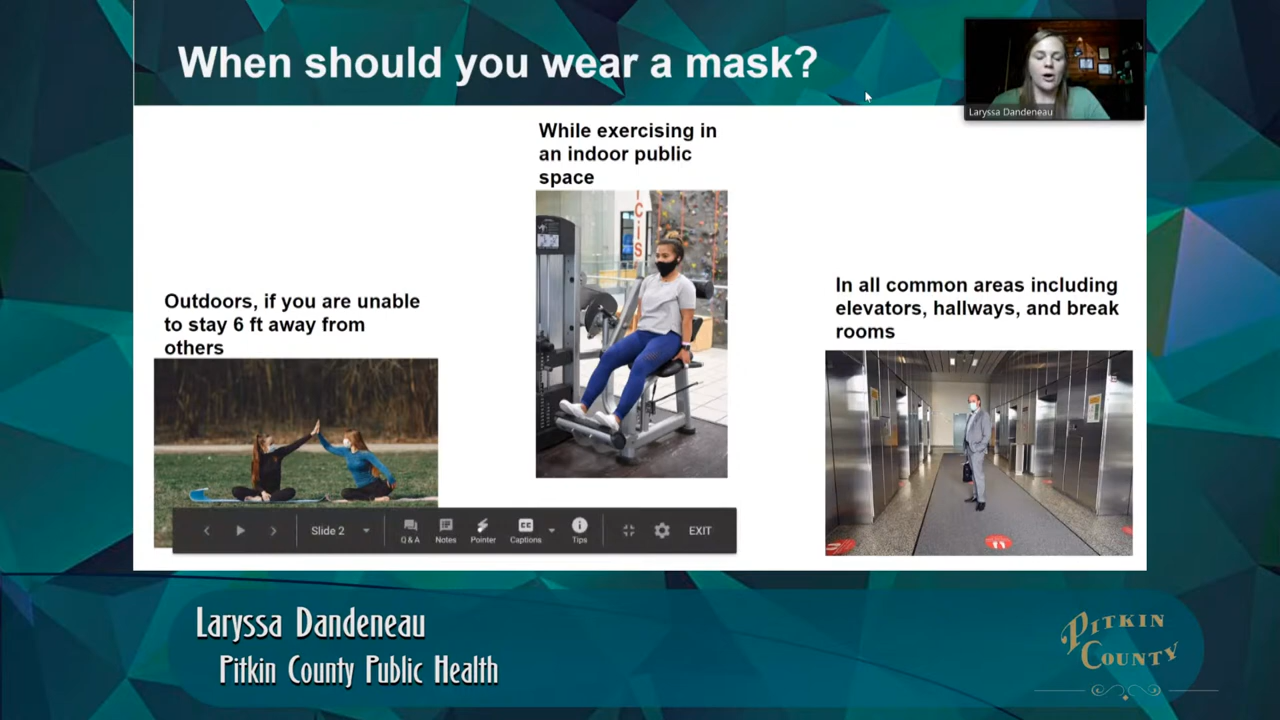 When should you wear a mask?
Laryssa Dandeneau
While exercising in
an indoor public
space
Outdoors, if you are unable
to stay 6 ft away from
others
In all common areas including
elevators, hallways, and break
rooms
CIS
Slide 2
Q & A
Notes
Pointer
CC
Captions
Tips
EXIT
Laryssa Dandeneau
Pitkin County Public Health
PITKIN
COUNTY